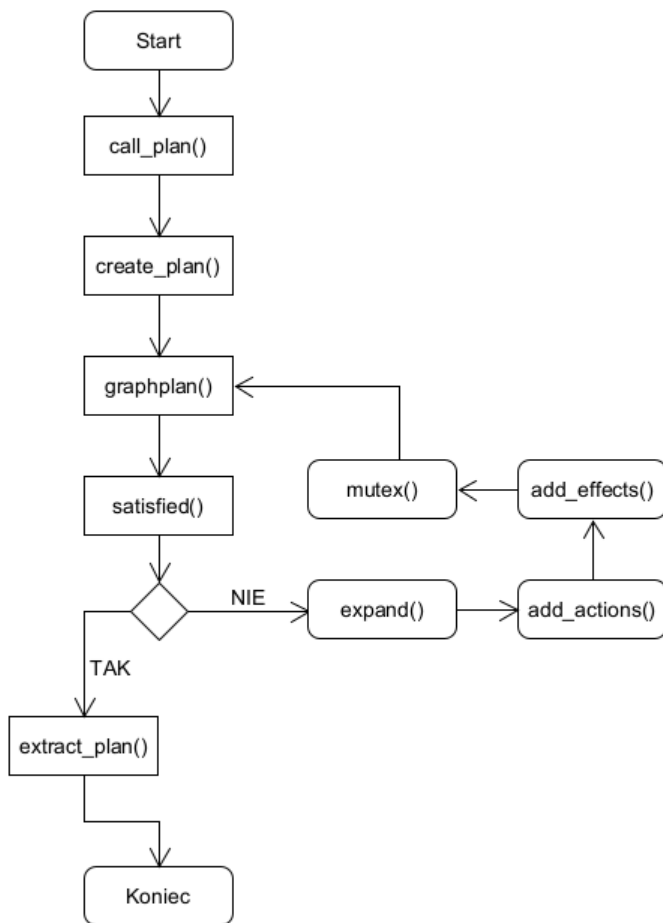 Start
call_plan()
create_plan()
graphplan()
satisfied()
mutex()
add_effects()
NIE
expand()
add_actions()
TAK
extract_plan()
Koniec